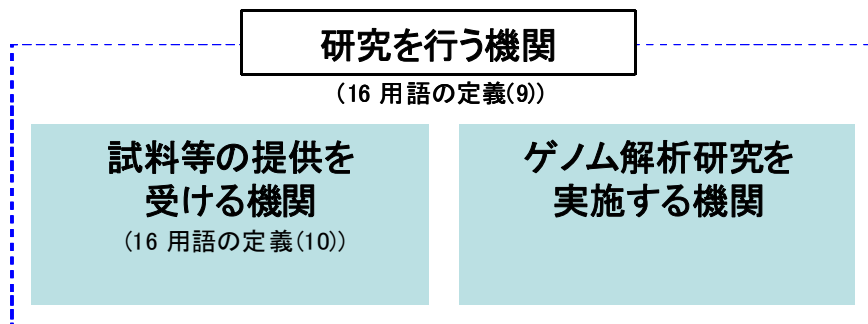 研究を行う機関
（16 用語の定義(9)）
試料等の提供を
受ける機関
（16 用語の定義(10)）
ゲノム解析研究を
実施する機関